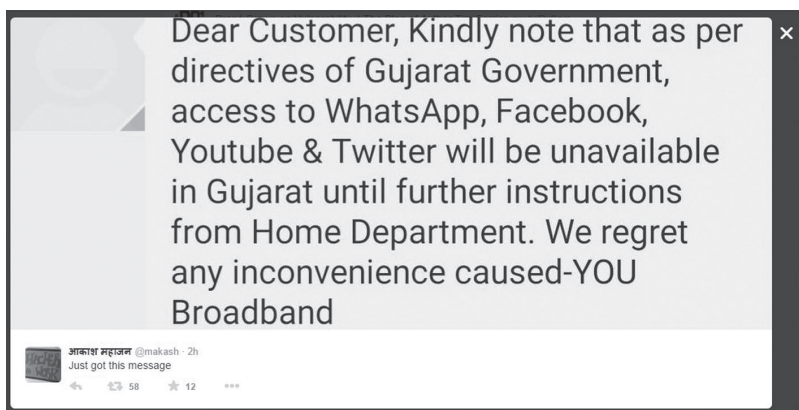 Dear Customer, Kindly note that as per
directives of Gujarat Government,
access to WhatsApp, Facebook,
Youtube & Twitter will be unavailable
in Gujarat until further instructions
from Home Department. We regret
any inconvenience caused-YOU
Broadband
आकाश महाजन @makash · 2h
Just got this message
58 12